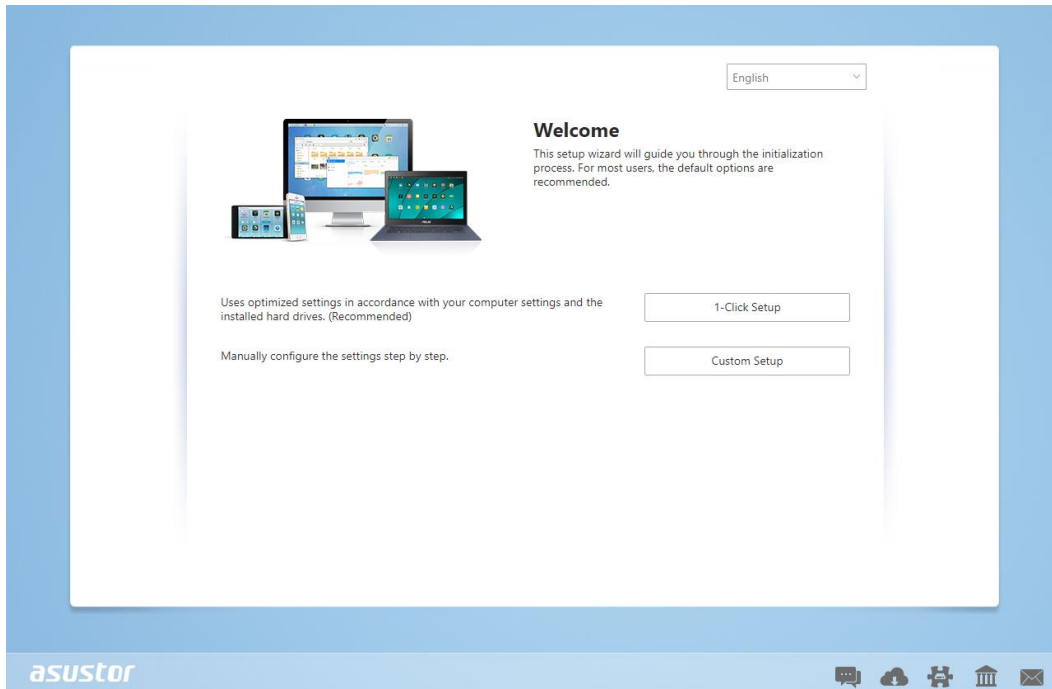 English
Welcome
This setup wizard will guide you through the initialization
process. For most users, the default options are
recommended.
Uses optimized settings in accordance with your computer settings and the
installed hard drives. (Recommended)
1-Click Setup
Manually configure the settings step by step.
Custom Setup
asustor